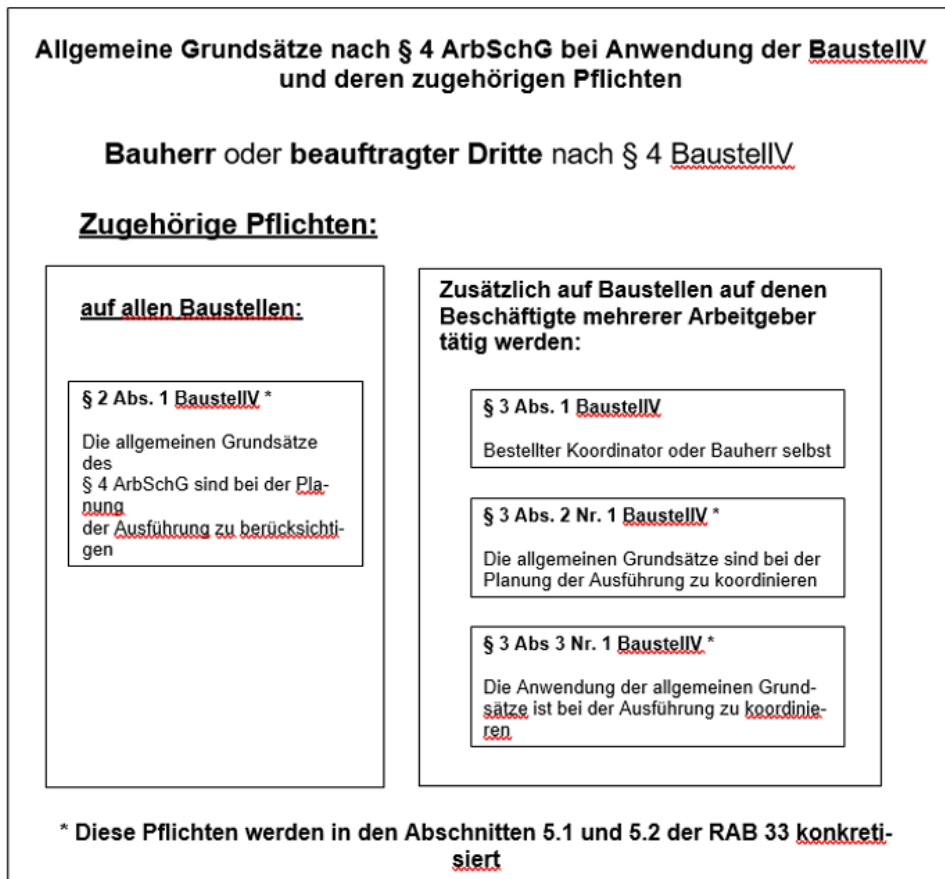 Allgemeine Grundsätze nach § 4 ArbSchG bei Anwendung der BaustellV
und deren zugehörigen Pflichten
Bauherr oder beauftragter Dritte nach § 4 BaustellV
Zugehörige Pflichten:
auf allen Baustellen:
§ 2 Abs. 1 BaustellV *
Die allgemeinen Grundsätze
des
§ 4 ArbSchG sind bei der Pla-
nung
der Ausführung zu berücksichti-
gen
Zusätzlich auf Baustellen auf denen
Beschäftigte mehrerer Arbeitgeber
tätig werden:
§ 3 Abs. 1 BaustellV
Bestellter Koordinator oder Bauherr selbst
§ 3 Abs. 2 Nr. 1 BaustellV *
Die allgemeinen Grundsätze sind bei der
Planung der Ausführung zu koordinieren
§ 3 Abs 3 Nr. 1 BaustellV *
Die Anwendung der allgemeinen Grund-
sätze ist bei der Ausführung zu koordinie-
ren
* Diese Pflichten werden in den Abschnitten 5.1 und 5.2 der RAB 33 konkreti-
siert